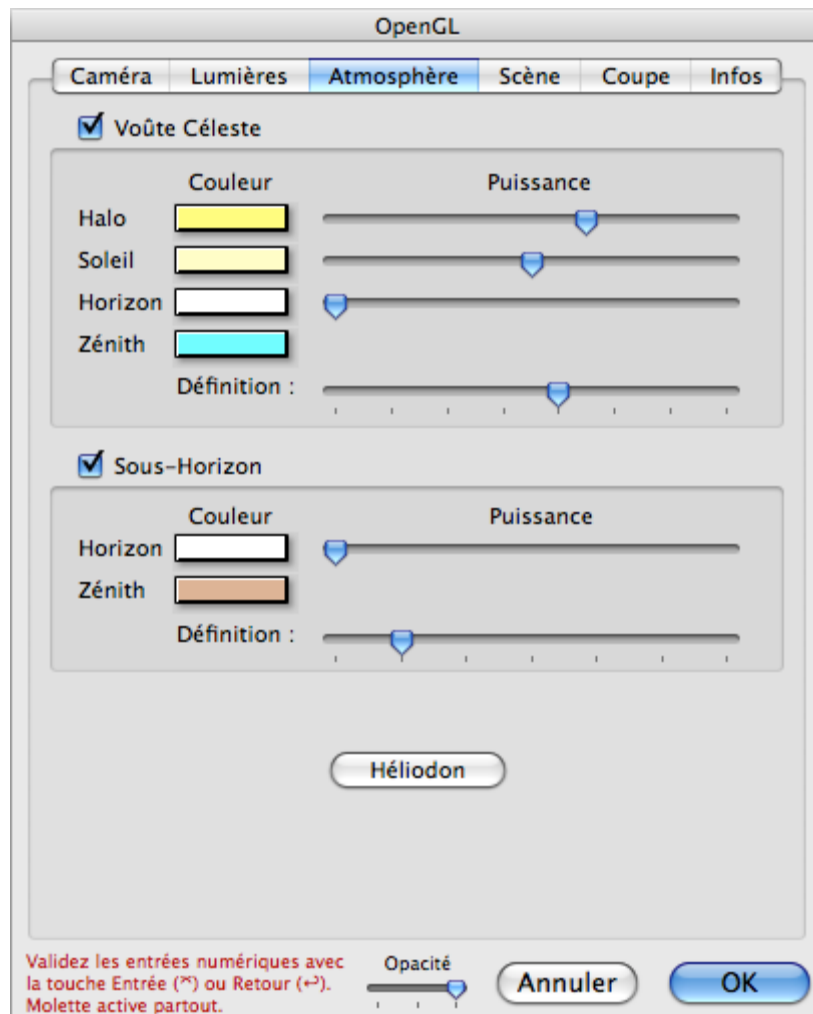 OpenGL
Caméra Lumières Atmosphère Scène Coupe Infos
Voûte Céleste
Couleur Puissance
Halo
Soleil
Horizon
Zénith
Définition :
Sous-Horizon
Couleur Puissance
Horizon
Zénith
Définition :
Héliodon
Validez les entrées numériques avec
la touche Entrée (⌤) ou Retour (↩).
Molette active partout.
Opacité
Annuler
OK